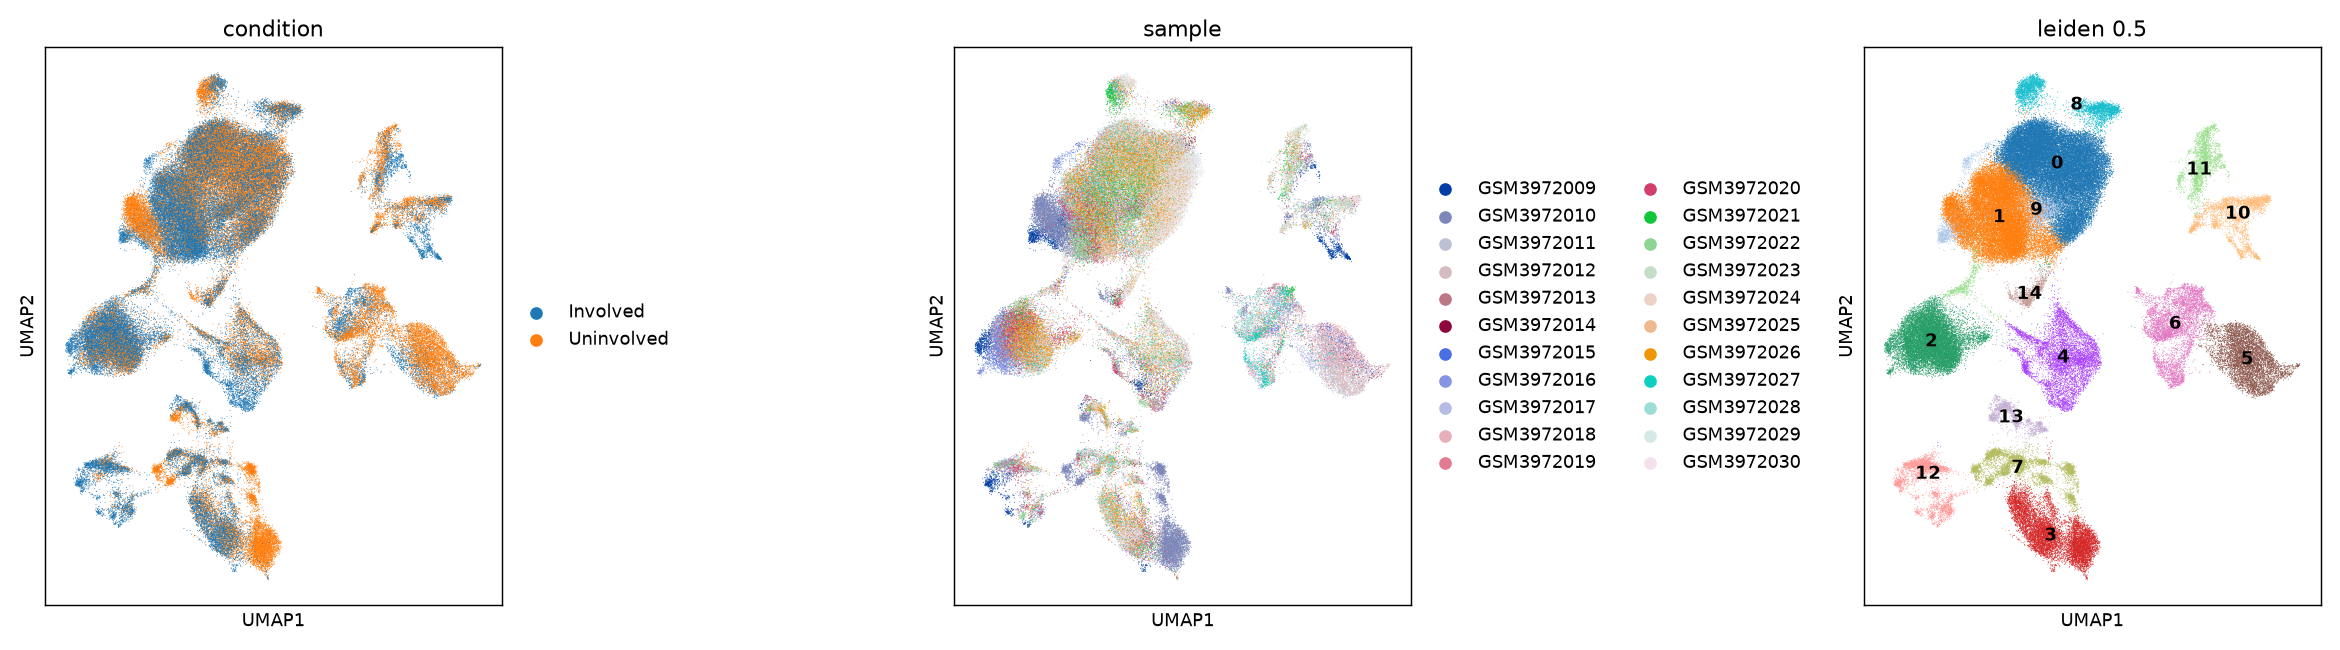 condition
UMAP2
UMAP1
Involved
Uninvolved
sample
UMAP2
UMAP1
GSM3972009
GSM3972010
GSM3972011
GSM3972012
GSM3972013
GSM3972014
GSM3972015
GSM3972016
GSM3972017
GSM3972018
GSM3972019
GSM3972020
GSM3972021
GSM3972022
GSM3972023
GSM3972024
GSM3972025
GSM3972026
GSM3972027
GSM3972028
GSM3972029
GSM3972030
leiden 0.5
UMAP2
UMAP1
8
0
11
1
9
10
14
6
2
4
5
13
7
12
3